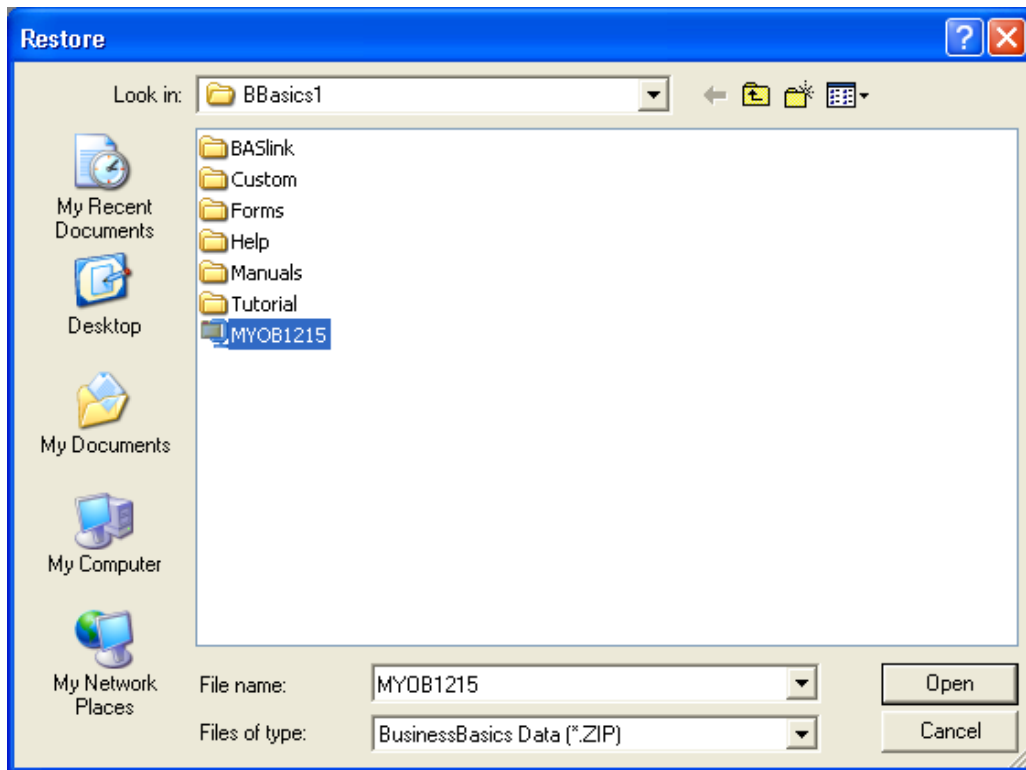 Restore
Look in:
BBasics1
BASlink
Custom
Forms
Help
Manuals
Tutorial
MYOB1215
My Recent
Documents
Desktop
My Documents
My Computer
My Network
Places
File name:
MYOB1215
Open
Files of type:
BusinessBasics Data (*.ZIP)
Cancel